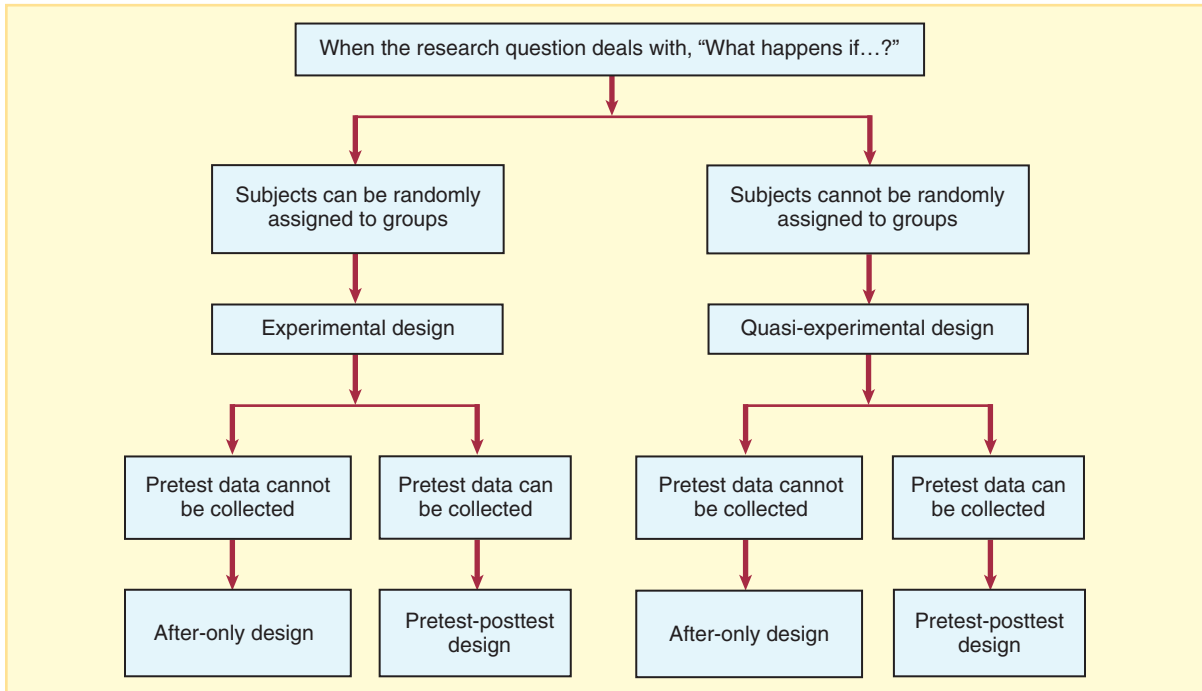 When the research question deals with, “What happens if…?”
Subjects can be randomly
assigned to groups
Subjects cannot be randomly
assigned to groups
Experimental design
Quasi-experimental design
Pretest data cannot
be collected
Pretest data can
be collected
Pretest data cannot
be collected
Pretest data can
be collected
After-only design
Pretest-posttest
design
After-only design
Pretest-posttest
design